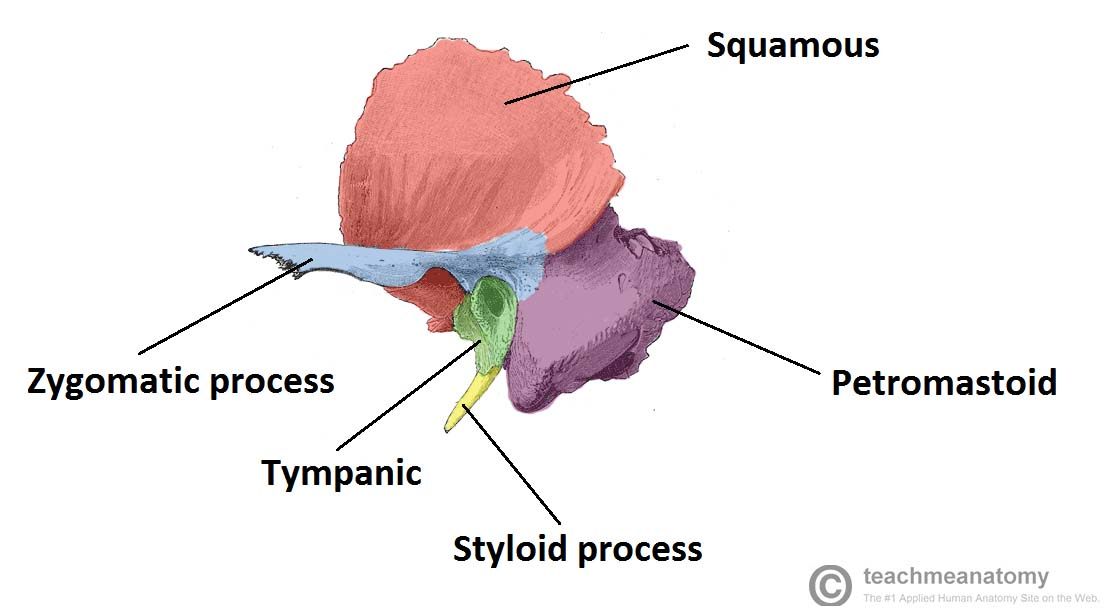 Squamous
Zygomatic process
Petromastoid
Tympanic
Styloid process
© teachmeanatomy
The #1 Applied Human Anatomy Site on the Web.